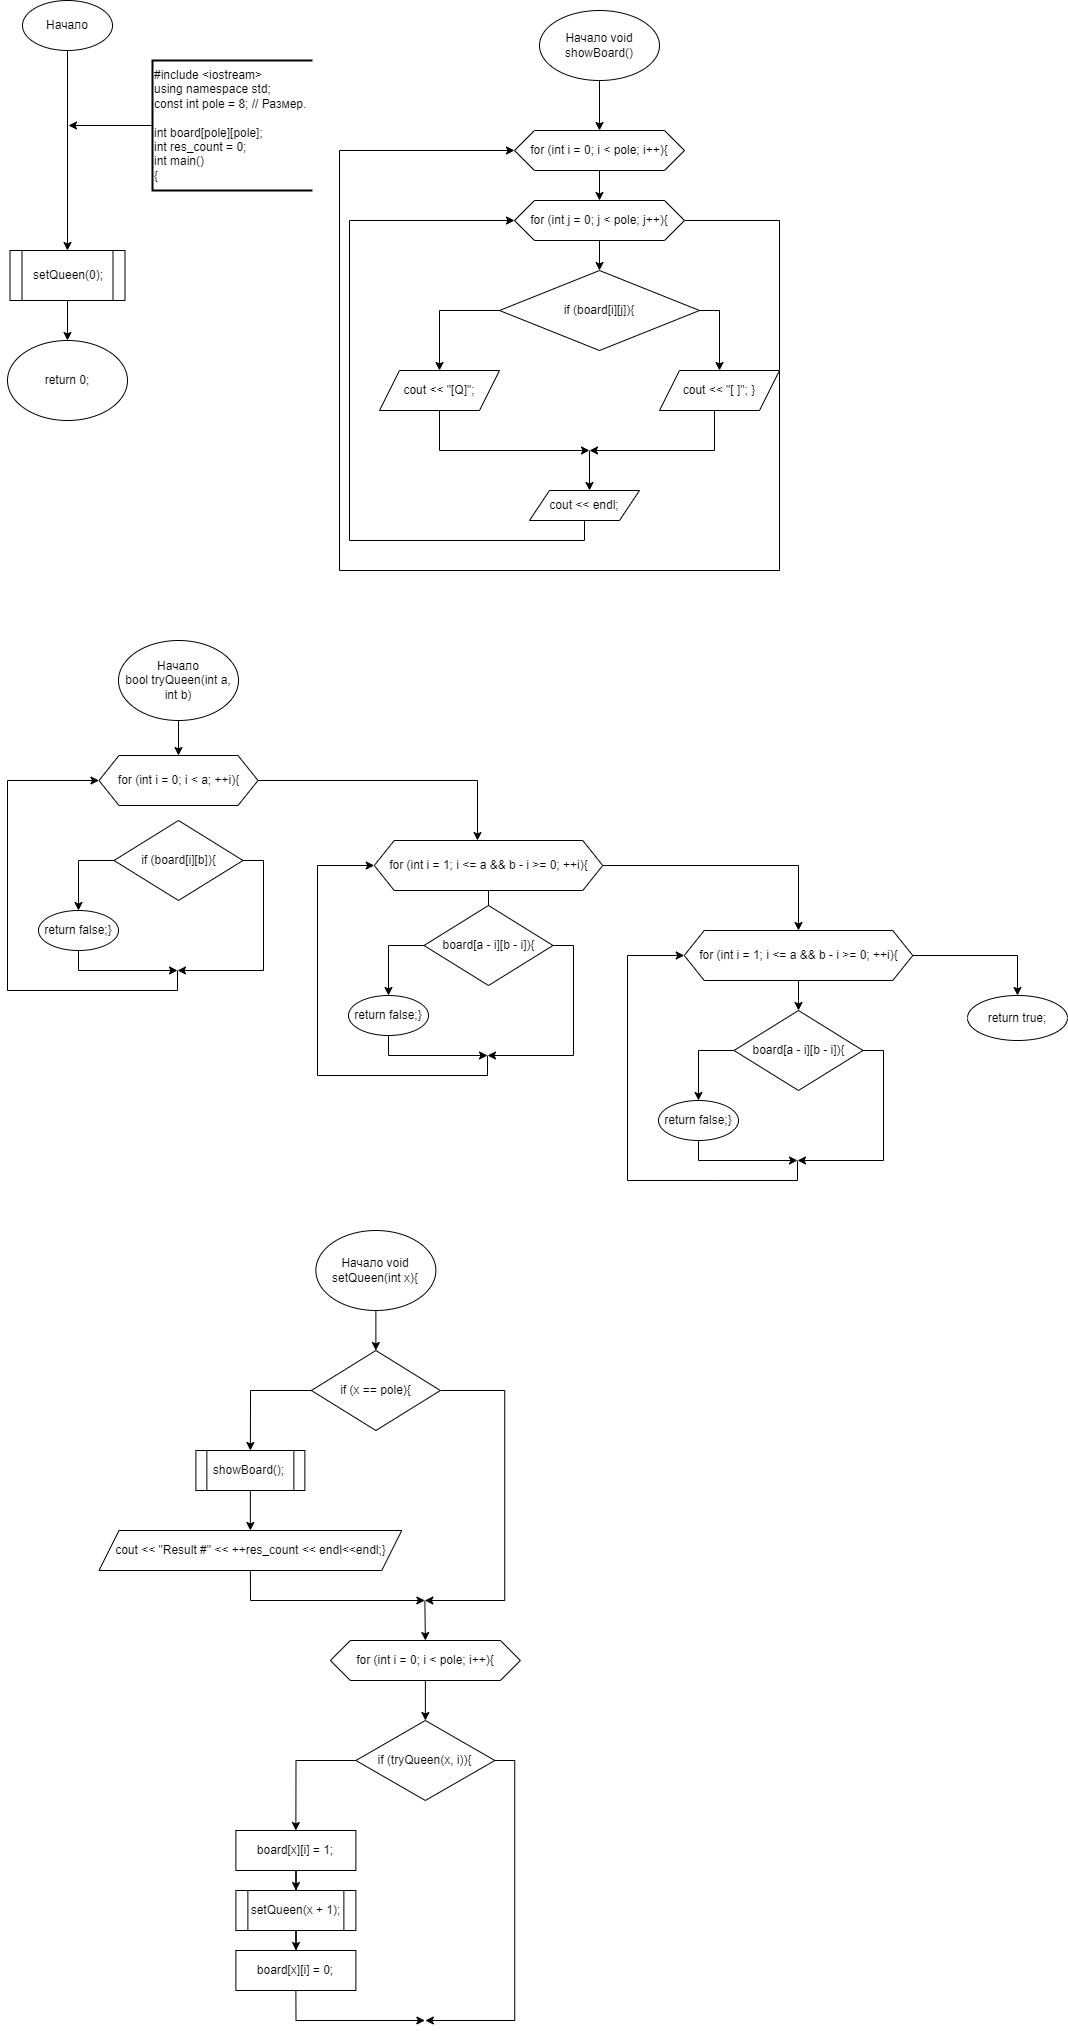 Начало
#include <iostream>
using namespace std;
const int pole = 8; // Размер.
int board[pole][pole];
int res_count = 0;
int main()
{
setQueen(0);
return 0;
Начало void
showBoard()
for (int i = 0; i < pole; i++){
for (int j = 0; j < pole; j++){
if (board[i][j]){
cout << "[Q]";
cout << "[ ]"; }
cout << endl;
Начало
bool tryQueen(int a,
int b)
for (int i = 0; i < a; ++i){
if (board[i][b]){
return false;}
for (int i = 1; i <= a && b - i >= 0; ++i){
board[a - i][b - i]){
return false;}
for (int i = 1; i <= a && b - i >= 0; ++i){
board[a - i][b - i]){
return false;}
return true;
Начало void
setQueen(int x){
if (x == pole){
showBoard();
cout << "Result #" << ++res_count << endl<<endl;}
for (int i = 0; i < pole; i++){
if (tryQueen(x, i)){
board[x][i] = 1;
setQueen(x + 1);
board[x][i] = 0;